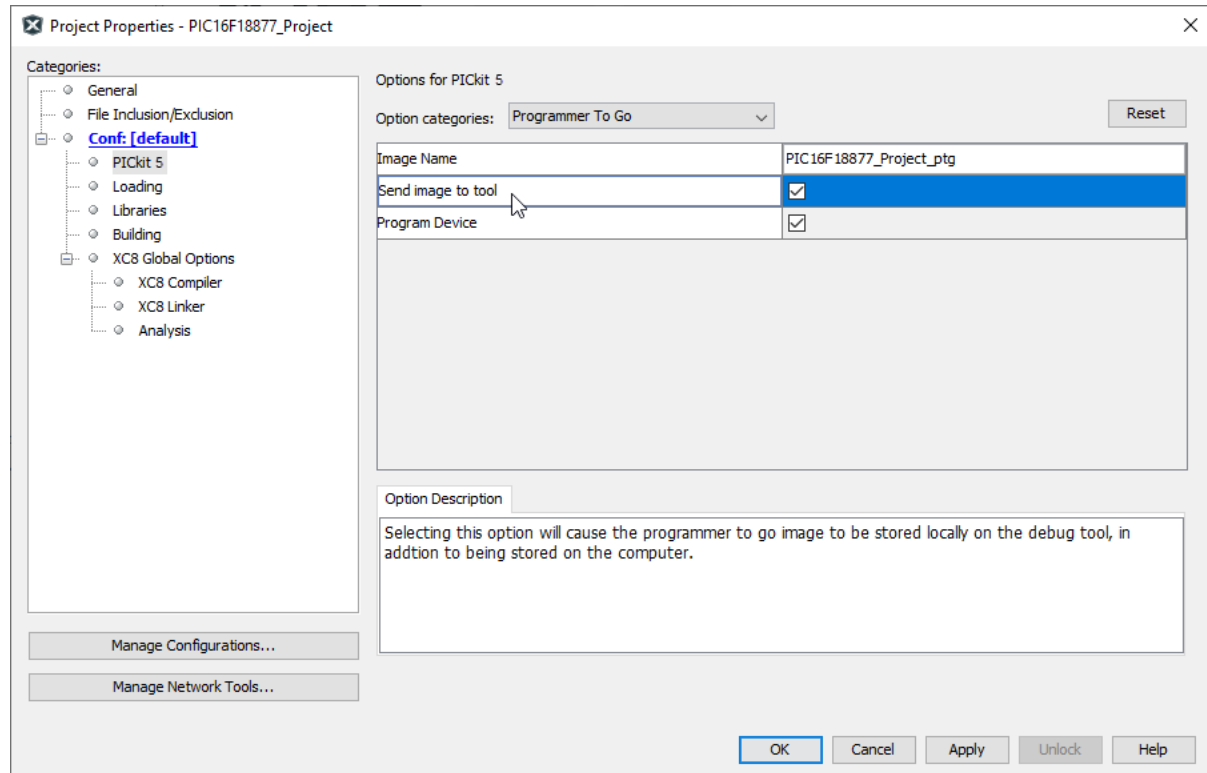 Project Properties - PIC16F18877_Project
Categories:
General
File Inclusion/Exclusion
Conf: [default]
PICkit 5
Loading
Libraries
Building
XC8 Global Options
XC8 Compiler
XC8 Linker
Analysis
Manage Configurations...
Manage Network Tools...
Options for PICkit 5
Option categories: Programmer To Go Reset
Image Name PIC16F18877_Project_ptg
Send image to tool
Program Device
Option Description
Selecting this option will cause the programmer to go image to be stored locally on the debug tool, in
addtion to being stored on the computer.
OK Cancel Apply Unlock Help